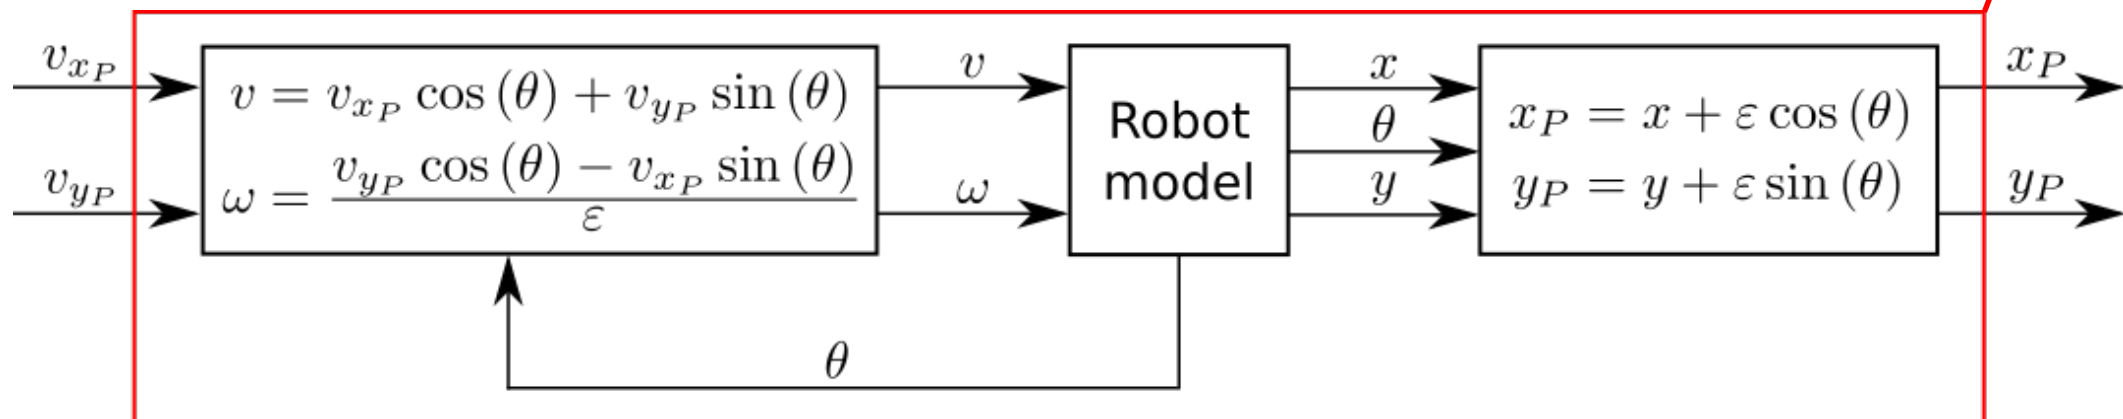 v_{x_P}
v_{y_P}
v = v_{x_P} cos (θ) + v_{y_P} sin (θ)
ω = \frac{v_{y_P} cos (θ) − v_{x_P} sin (θ)}{ε}
v
ω
Robot
model
θ
x
θ
y
x_P = x + ε cos (θ)
y_P = y + ε sin (θ)
x_P
y_P